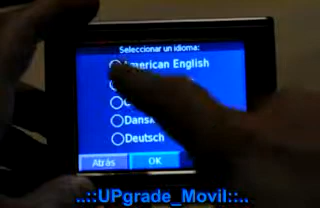 Seleccionar un idioma:
American English
Dansk
Deutsch
Atrás OK
..::UPgrade_Movil::..